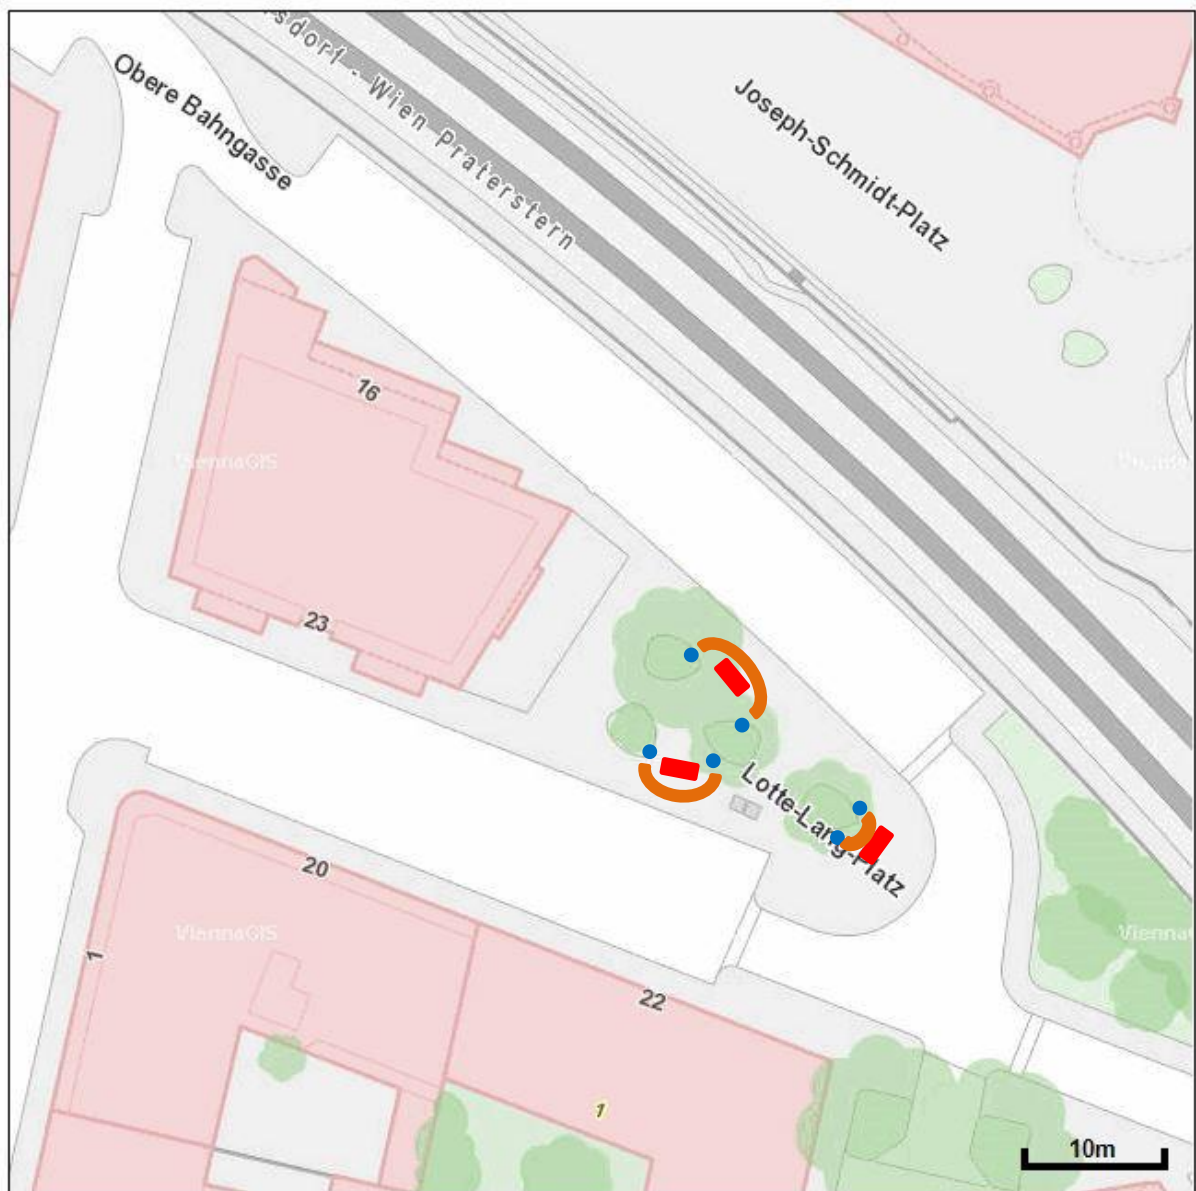 sdorf - Wien Praterstern
Obere Bahngasse
Joseph-Schmidt-Platz
16
ViennaGIS
23
Lotte-Lang-Platz
20
ViennaGIS
1
22
1
10m